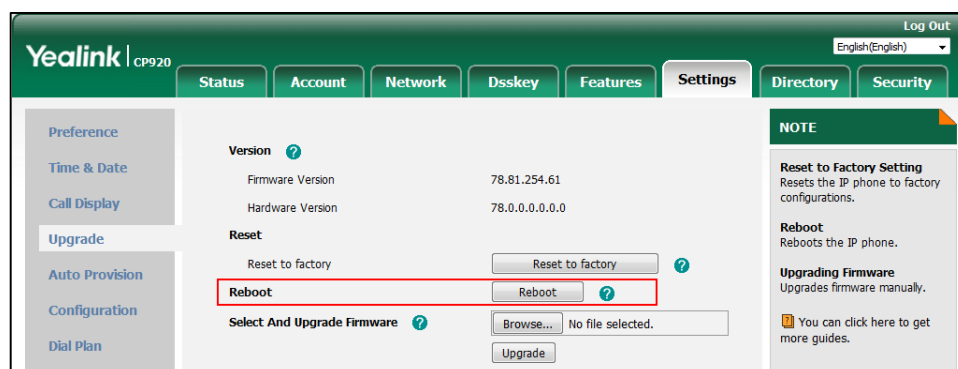 Log Out
Yealink CP920
English(English)
Status Account Network Dsskey Features Settings Directory Security
Preference
Time & Date
Call Display
Upgrade
Auto Provision
Configuration
Dial Plan
Version ?
Firmware Version 78.81.254.61
Hardware Version 78.0.0.0.0.0.0
Reset
Reset to factory Reset to factory ?
Reboot Reboot ?
Select And Upgrade Firmware ? Browse... No file selected.
Upgrade
NOTE
Reset to Factory Setting
Resets the IP phone to factory
configurations.
Reboot
Reboots the IP phone.
Upgrading Firmware
Upgrades firmware manually.
? You can click here to get
more guides.